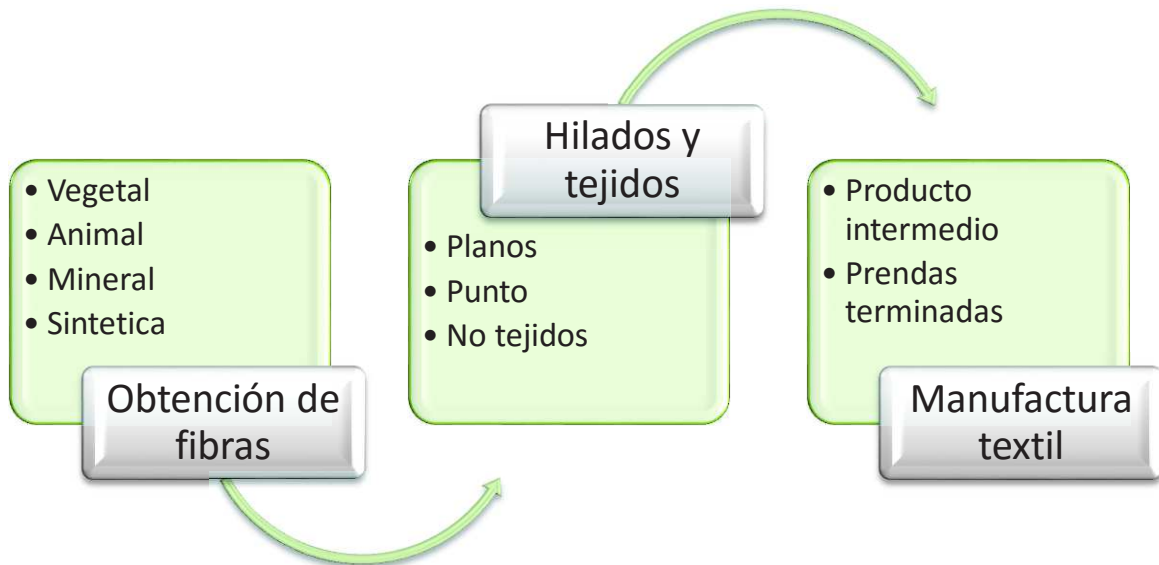 • Vegetal
• Animal
• Mineral
• Sintetica
Obtención de
fibras
Hilados y
tejidos
• Planos
• Punto
• No tejidos
• Producto
intermedio
• Prendas
terminadas
Manufactura
textil